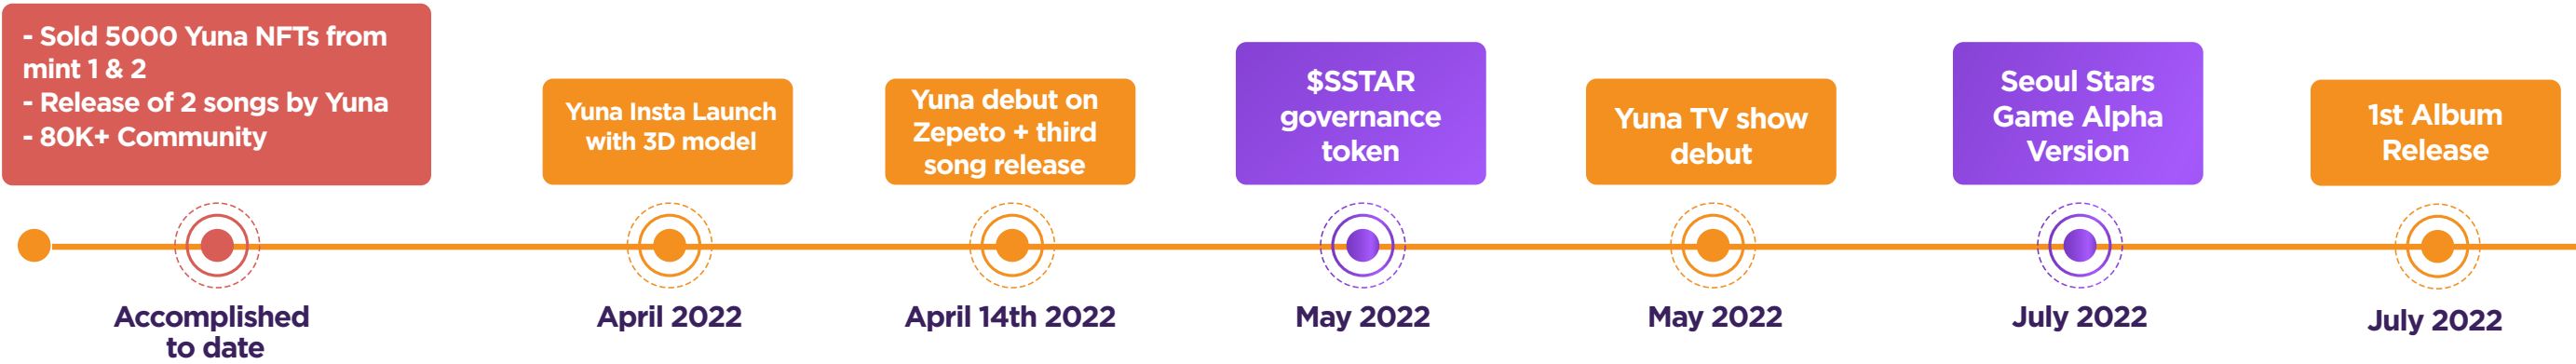 - Sold 5000 Yuna NFTs from
mint 1 & 2
- Release of 2 songs by Yuna
- 80K+ Community
Accomplished
to date
Yuna Insta Launch
with 3D model
April 2022
Yuna debut on
Zepeto + third
song release
April 14th 2022
$SSTAR
governance
token
May 2022
Yuna TV show
debut
May 2022
Seoul Stars
Game Alpha
Version
July 2022
1st Album
Release
July 2022